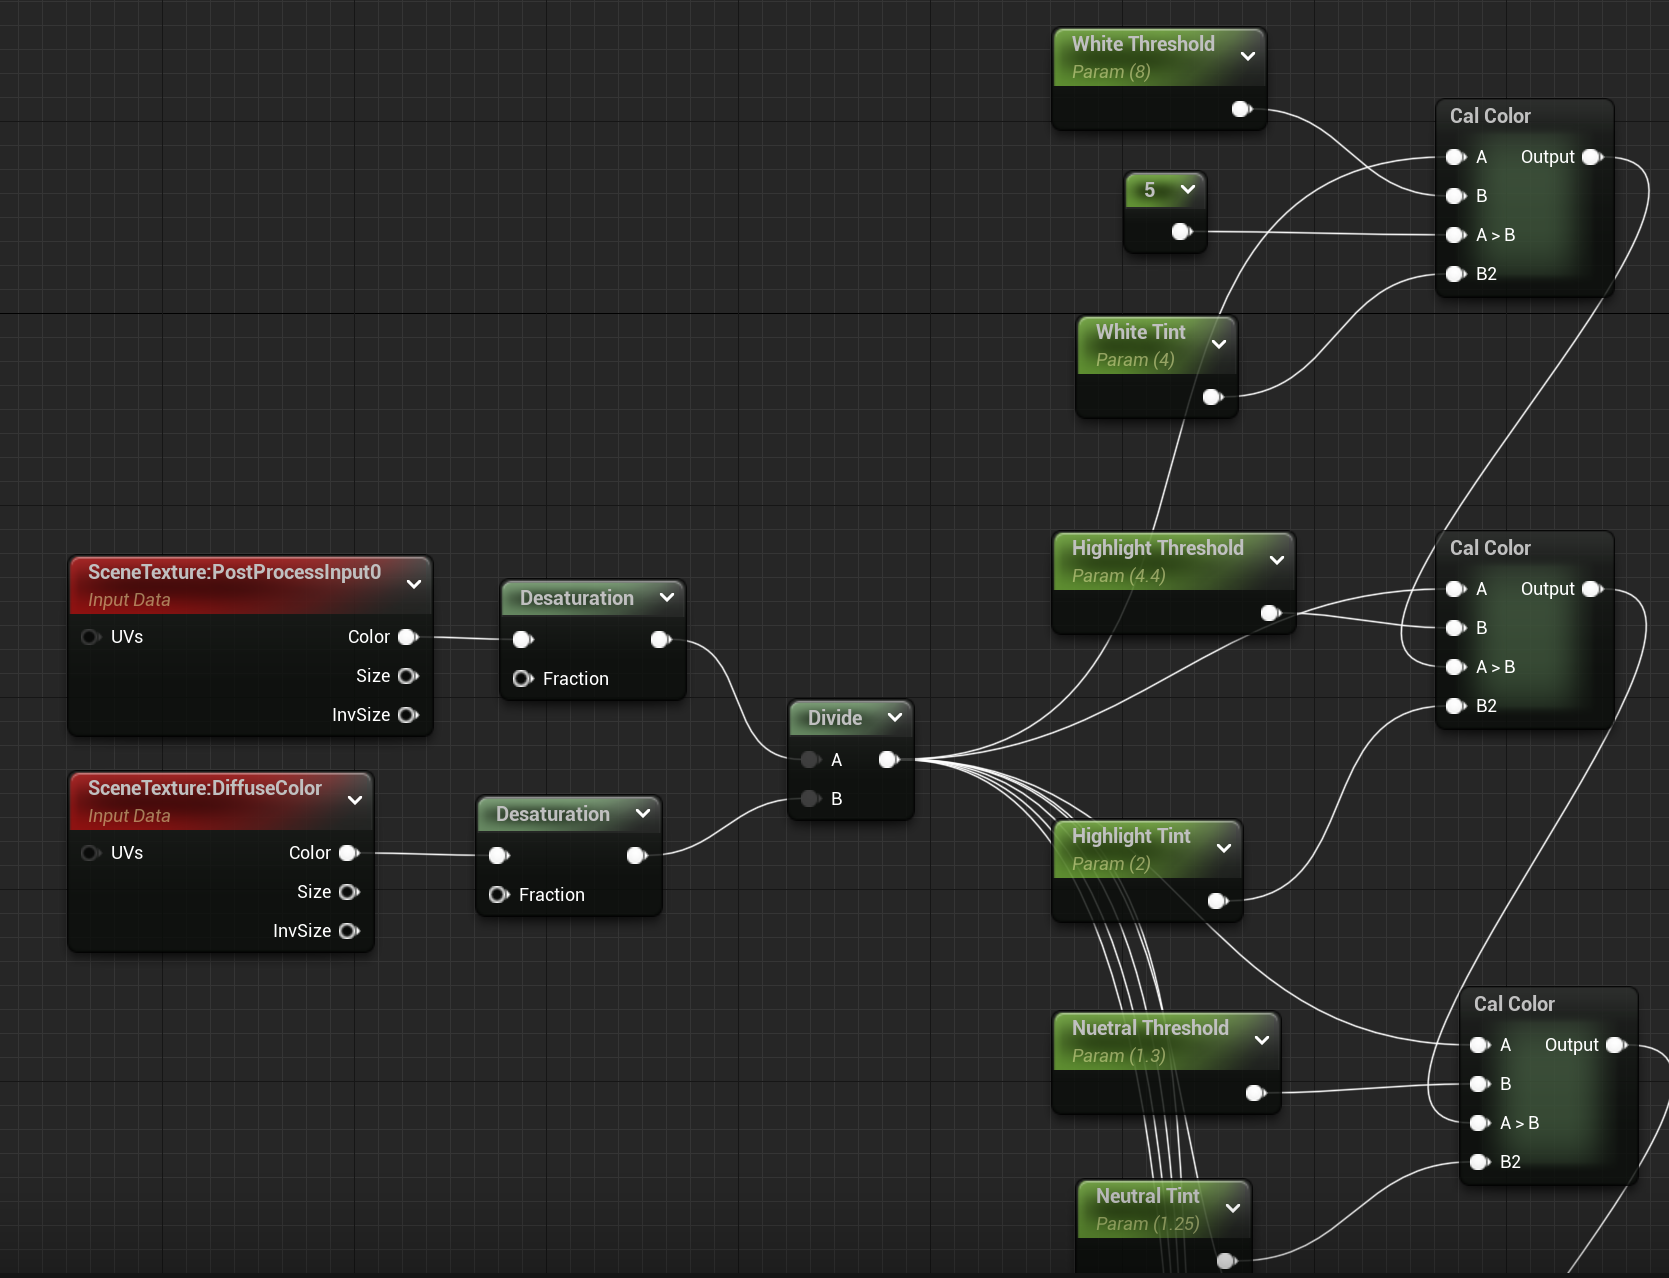 White Threshold
Param (8)
5
White Tint
Param (4)
Cal Color
A
Output
B
A > B
B2
SceneTexture:PostProcessInput0
Input Data
UVs
Color
Size
InvSize
Desaturation
Fraction
SceneTexture:DiffuseColor
Input Data
UVs
Color
Size
InvSize
Desaturation
Fraction
Divide
A
B
Highlight Threshold
Param (4.4)
Highlight Tint
Param (2)
Cal Color
A
Output
B
A > B
B2
Nuetral Threshold
Param (1.3)
Neutral Tint
Param (1.25)
Cal Color
A
Output
B
A > B
B2